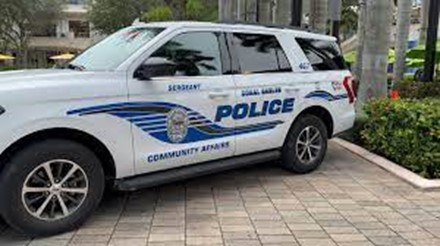 SERGEANT
CORAL GABLES
POLICE
COMMUNITY AFFAIRS